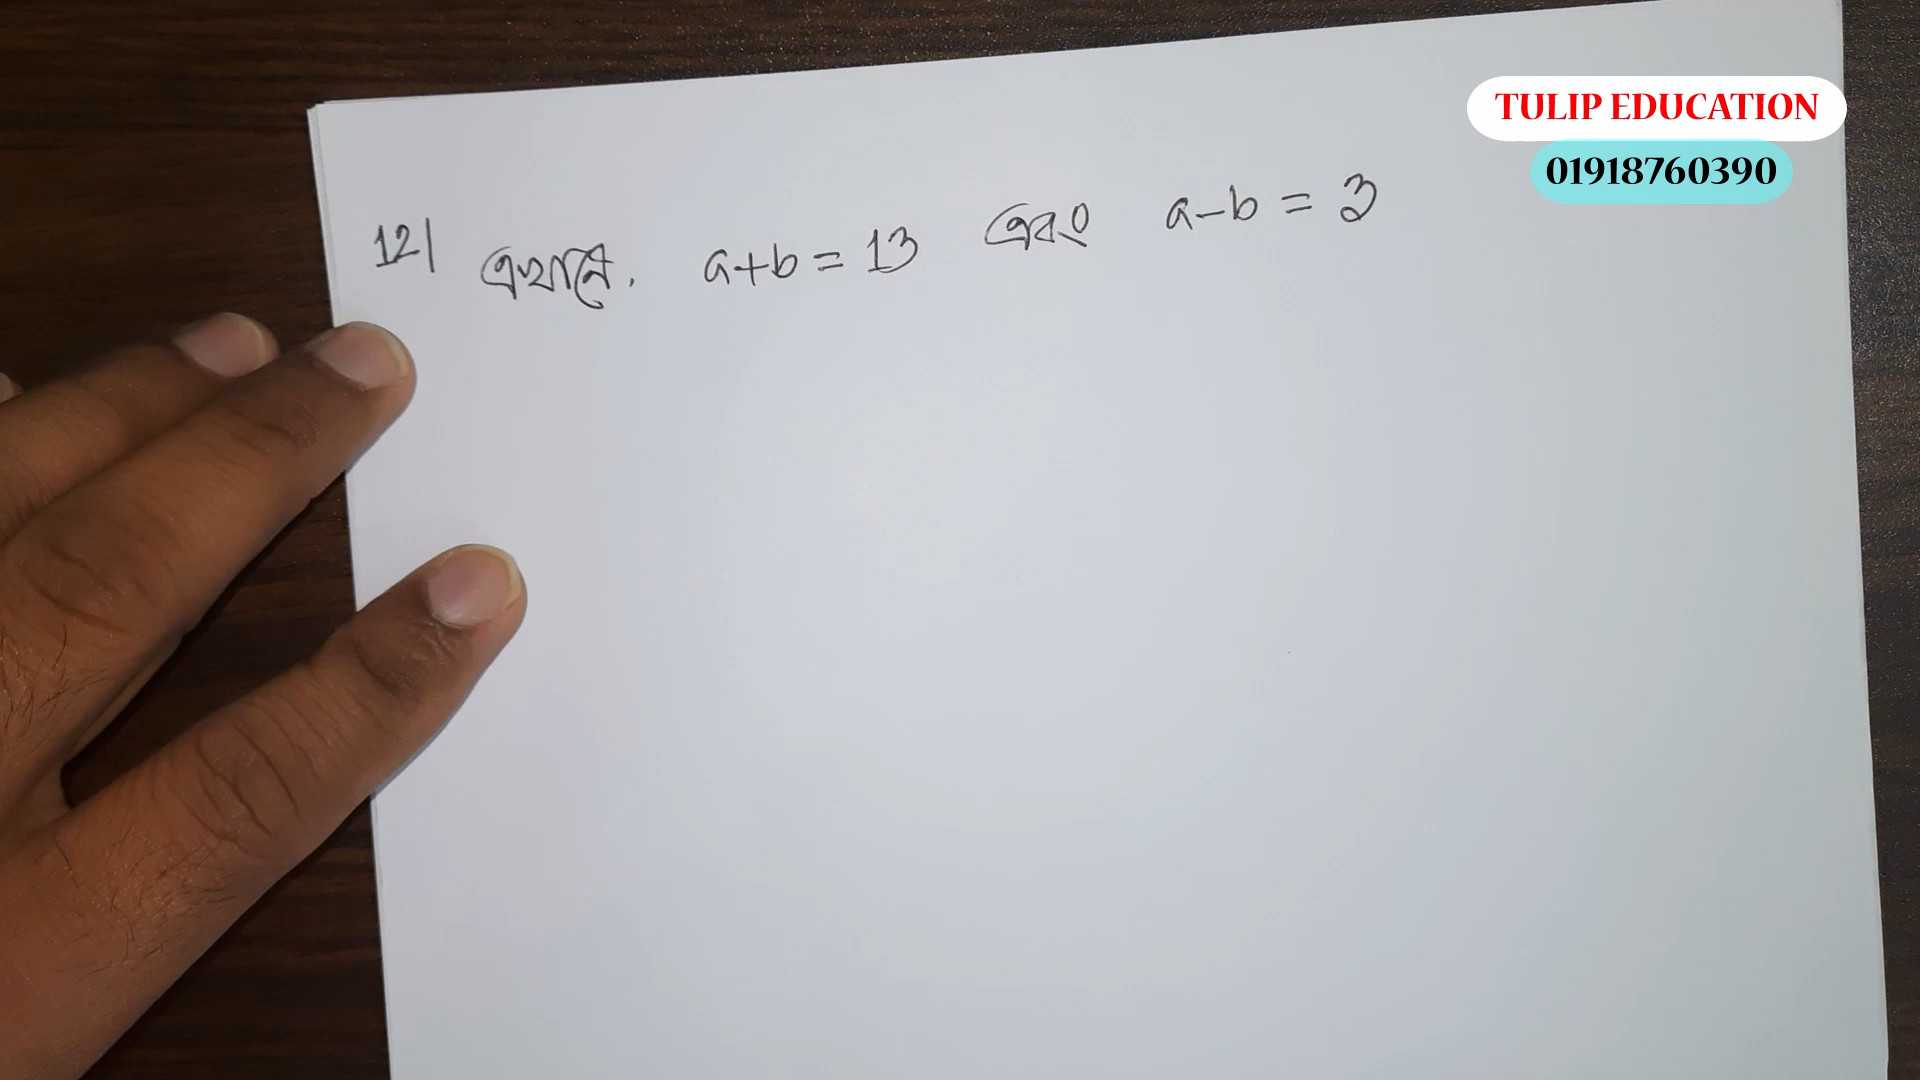 TULIP EDUCATION
01918760390
12। এখানে, a+b = 13 এবং a-b = 3